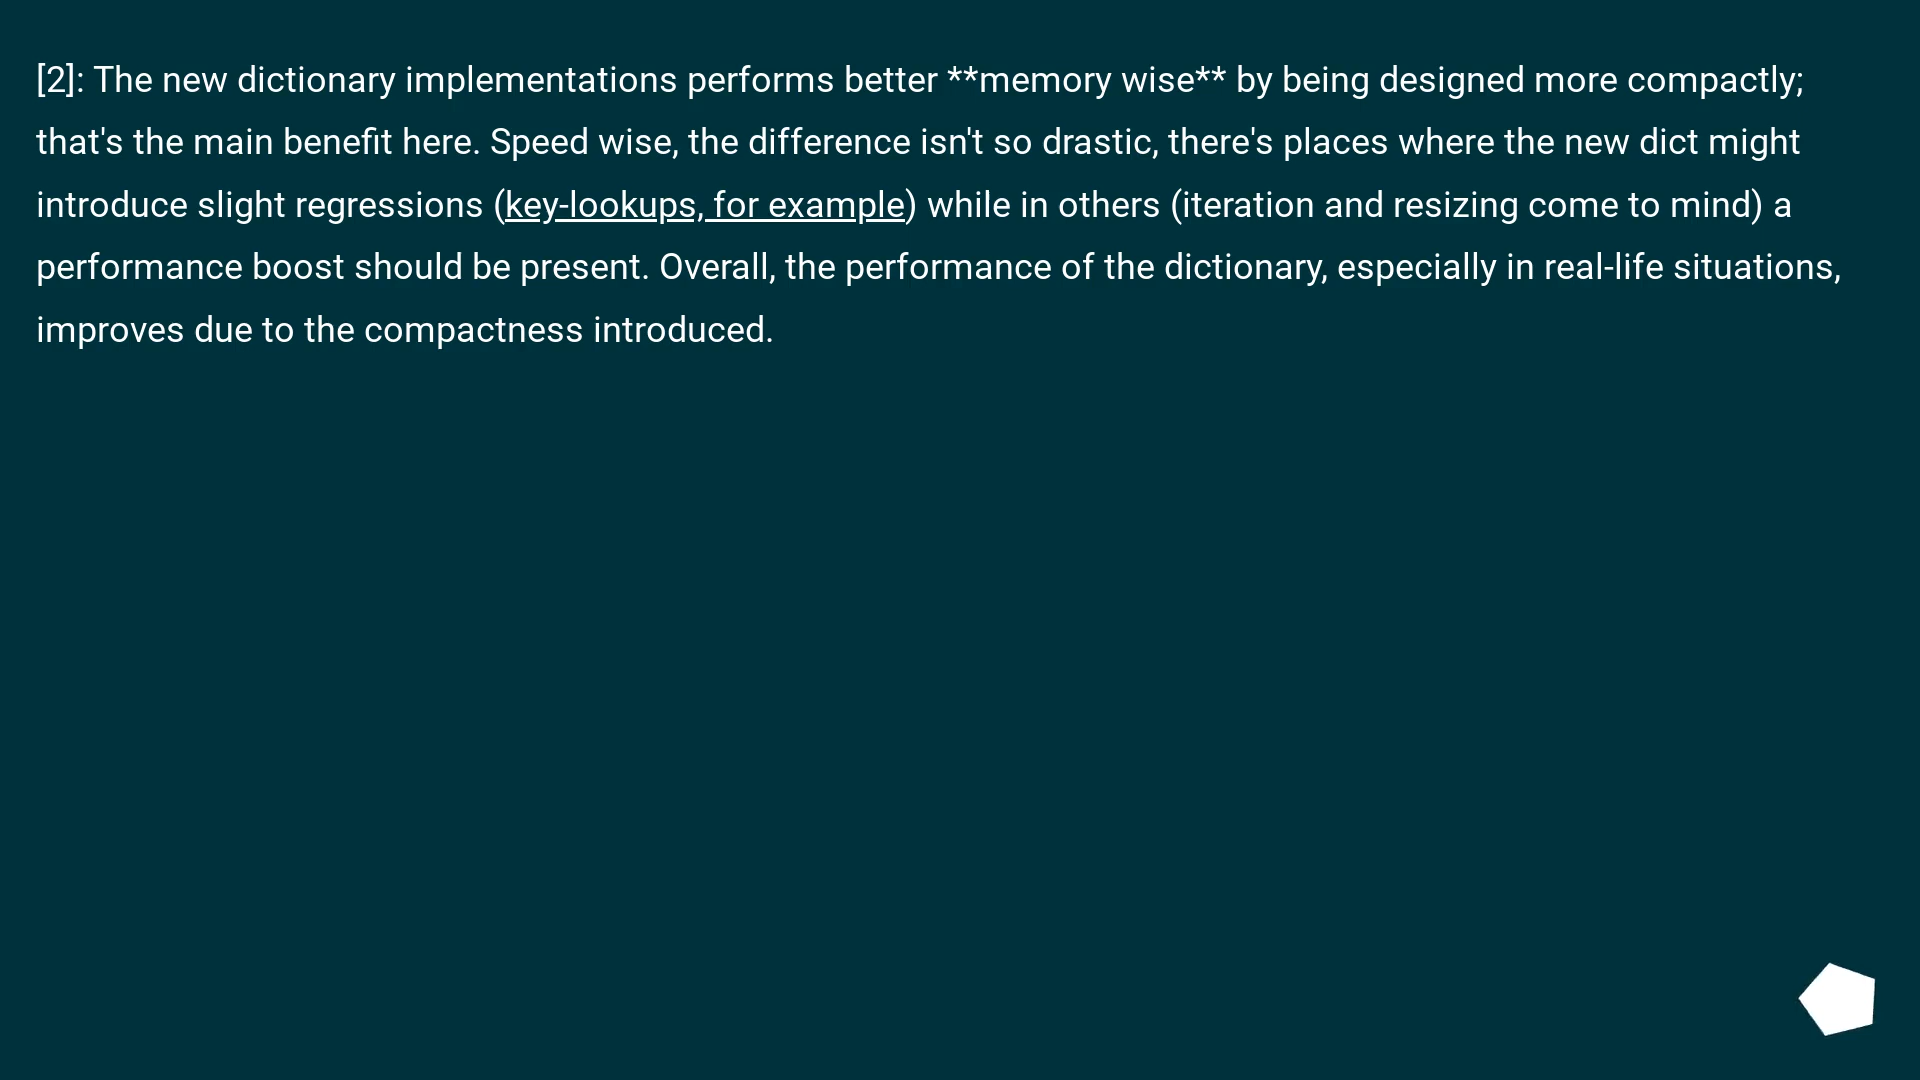 [2]: The new dictionary implementations performs better **memory wise** by being designed more compactly;
that's the main benefit here. Speed wise, the difference isn't so drastic, there's places where the new dict might
introduce slight regressions (key-lookups, for example) while in others (iteration and resizing come to mind) a
performance boost should be present. Overall, the performance of the dictionary, especially in real-life situations,
improves due to the compactness introduced.